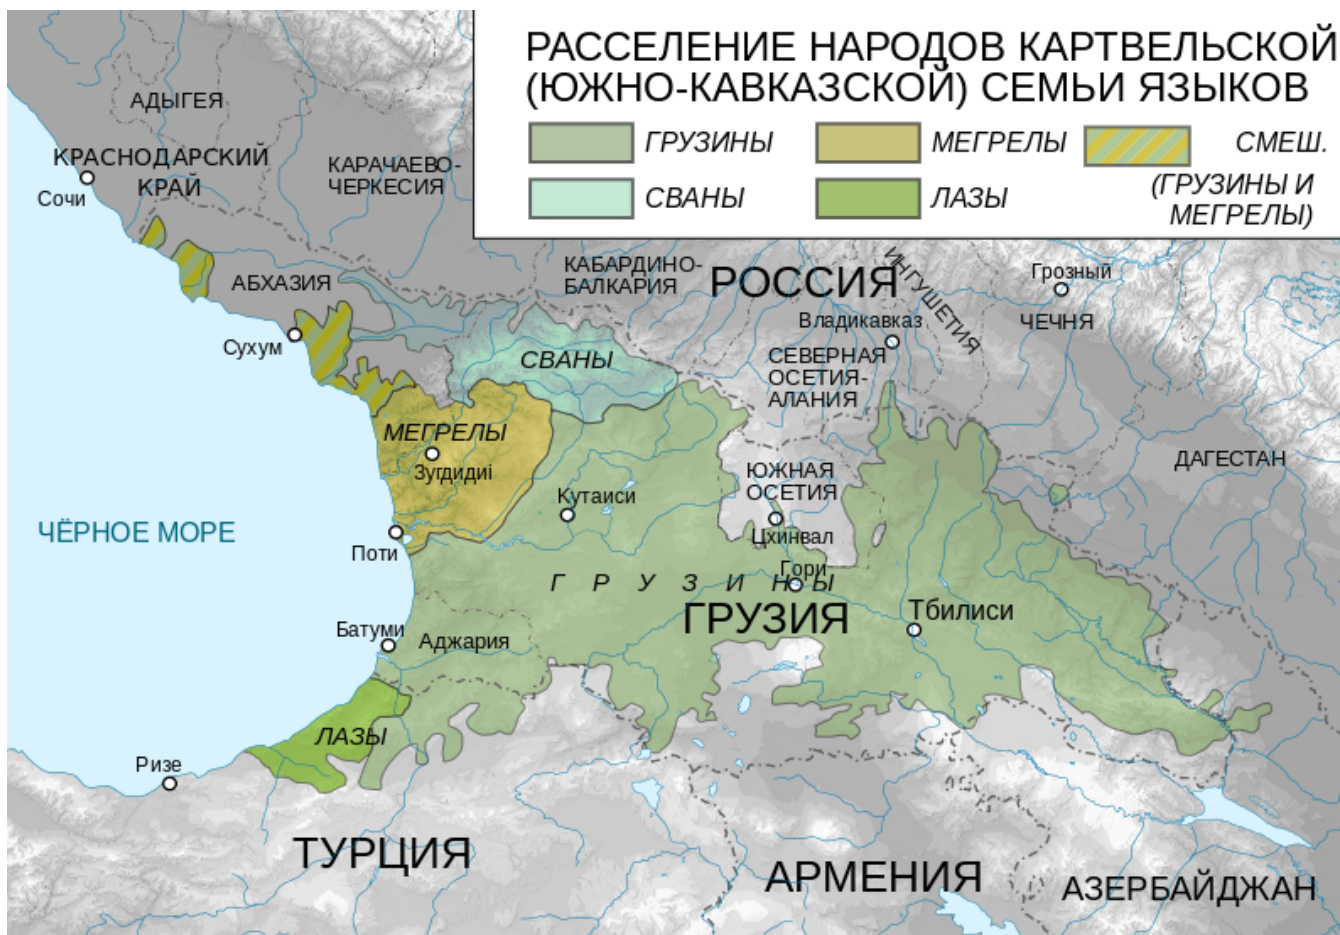 РАССЕЛЕНИЕ НАРОДОВ КАРТВЕЛЬСКОЙ
(ЮЖНО-КАВКАЗСКОЙ) СЕМЬИ ЯЗЫКОВ
ГРУЗИНЫ
МЕГРЕЛЫ
СМЕШ.
(ГРУЗИНЫ И
МЕГРЕЛЫ)
СВАНЫ
ЛАЗЫ
АДЫГЕЯ
КРАСНОДАРСКИЙ
КРАЙ
Сочи
КАРАЧАЕВО-
ЧЕРКЕСИЯ
АБХАЗИЯ
КАБАРДИНО-
БАЛКАРИЯ
РОССИЯ
ИНГУШЕТИЯ
Грозный
ЧЕЧНЯ
Владикавказ
СЕВЕРНАЯ
ОСЕТИЯ-
АЛАНИЯ
Сухум
СВАНЫ
МЕГРЕЛЫ
Зугдидиi
ЮЖНАЯ
ОСЕТИЯ
ДАГЕСТАН
Кутаиси
ЧЁРНОЕ МОРЕ
Цхинвал
Поти
Гори
ГРУЗИНЫ
ГРУЗИЯ
Тбилиси
Батуми
Аджария
ЛАЗЫ
Ризе
ТУРЦИЯ
АРМЕНИЯ
АЗЕРБАЙДЖАН